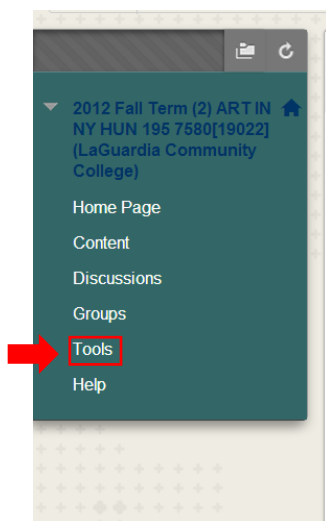 2012 Fall Term (2) ART IN
NY HUN 195 7580[19022]
(LaGuardia Community
College)
Home Page
Content
Discussions
Groups
Tools
Help